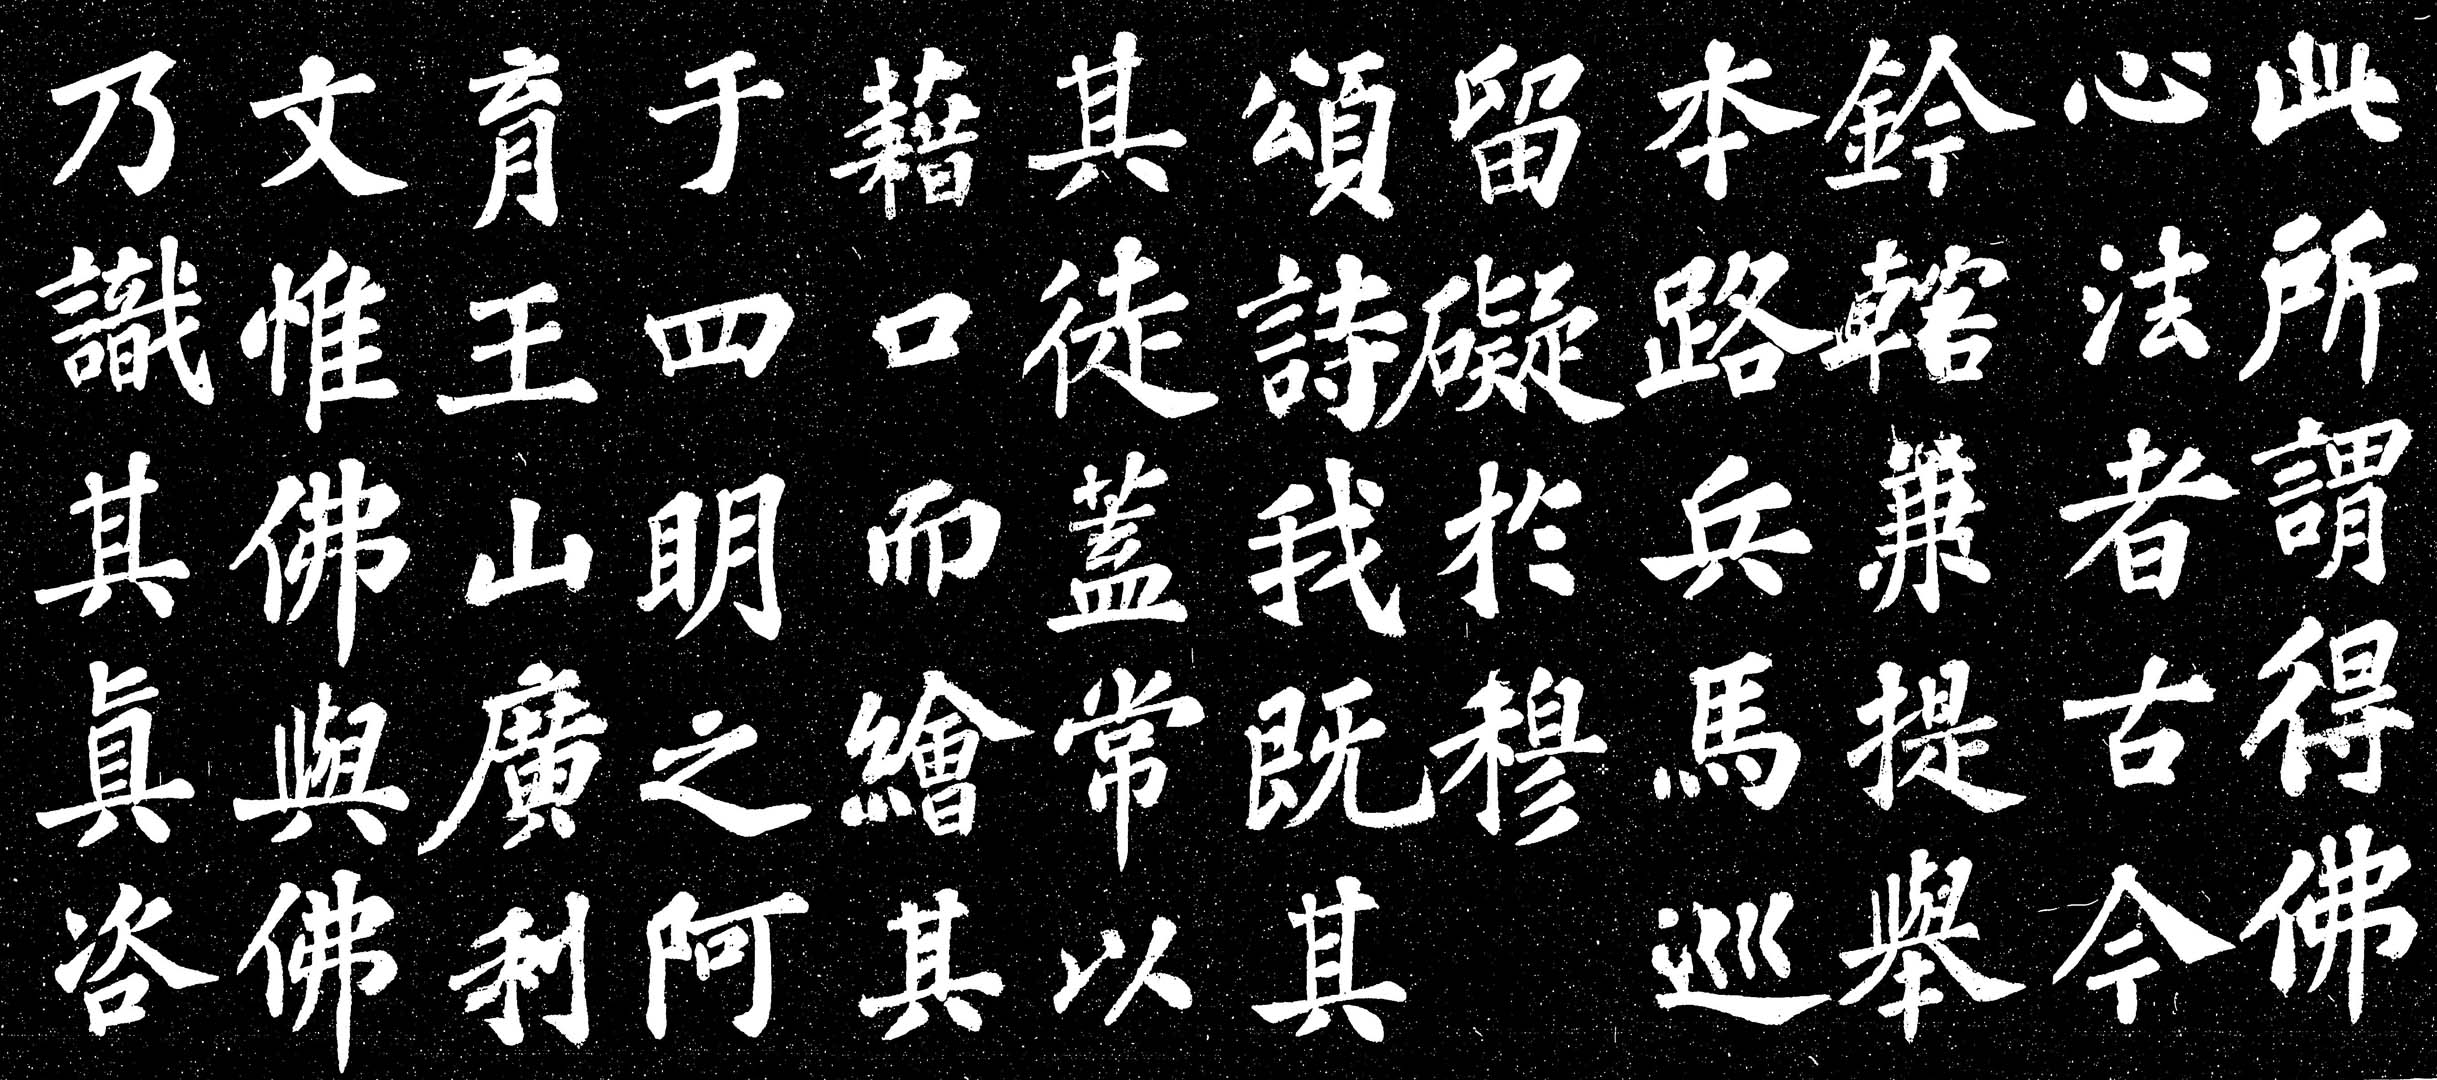 此所謂得佛
心法者古今
鈐轄兼提舉
本路兵馬巡
留礙於穆
頌詩我既其
其徒蓋常以
藉口而繪其
于四明之阿
育王山廣利
文惟佛與佛
乃識其真咨